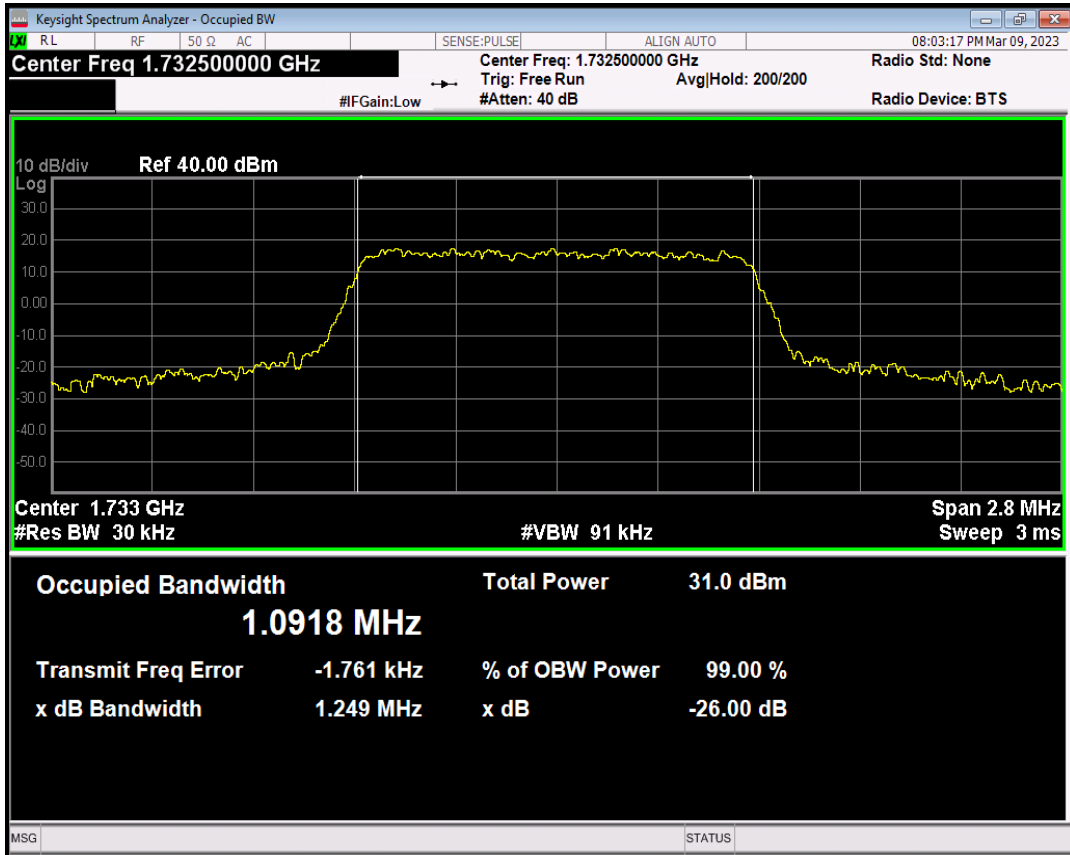 Keysight Spectrum Analyzer - Occupied BW
LXI RL RF 50 Ω AC SENSE:PULSE ALIGN AUTO 08:03:17 PM Mar 09, 2023
Center Freq 1.732500000 GHz
Center Freq: 1.732500000 GHz Radio Std: None
Trig: Free Run Avg|Hold: 200/200
#IFGain:Low #Atten: 40 dB Radio Device: BTS
10 dB/div Ref 40.00 dBm
Log
30.0
20.0
10.0
0.00
-10.0
-20.0
-30.0
-40.0
-50.0
Center 1.733 GHz Span 2.8 MHz
#Res BW 30 kHz #VBW 91 kHz Sweep 3 ms
Occupied Bandwidth Total Power 31.0 dBm
1.0918 MHz
Transmit Freq Error -1.761 kHz % of OBW Power 99.00 %
x dB Bandwidth 1.249 MHz x dB -26.00 dB
MSG STATUS